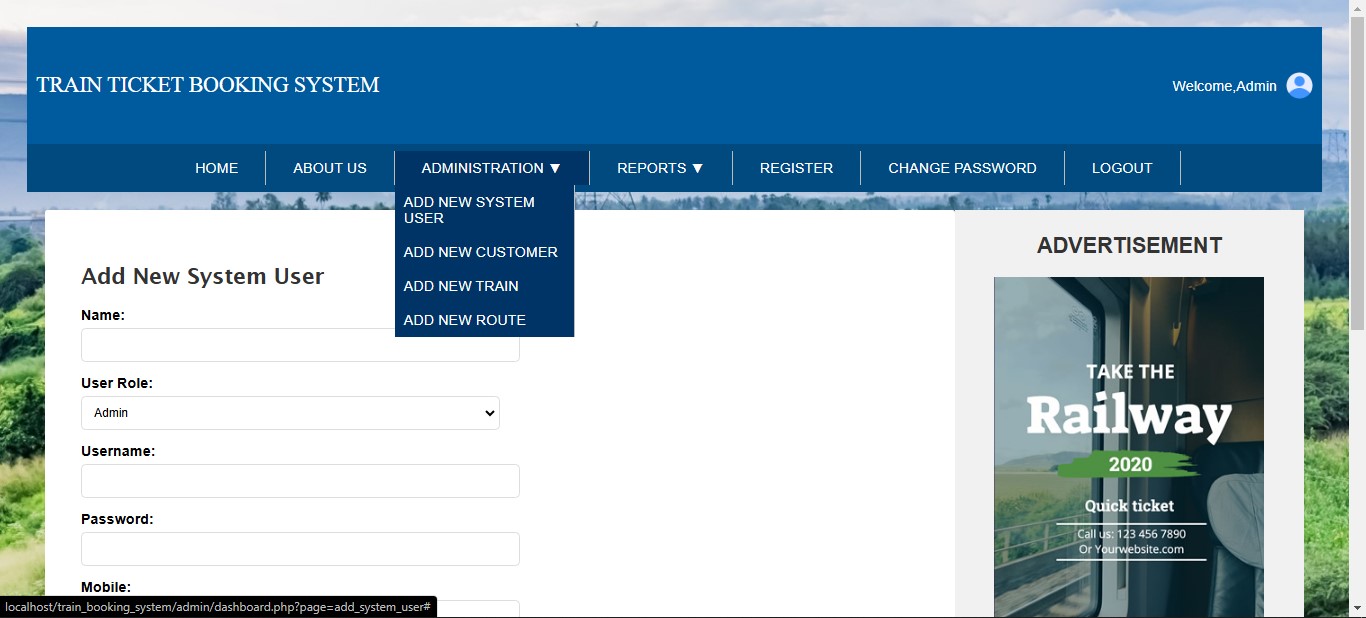 TRAIN TICKET BOOKING SYSTEM
Welcome,Admin
HOME
ABOUT US
ADMINISTRATION ▼
REPORTS ▼
REGISTER
CHANGE PASSWORD
LOGOUT
ADD NEW SYSTEM
USER
ADD NEW CUSTOMER
ADD NEW TRAIN
ADD NEW ROUTE
Add New System User
Name:
User Role:
Admin
Username:
Password:
Mobile:
ADVERTISEMENT
TAKE THE
Railway
2020
Quick ticket
Call us: 123 456 7890
Or Yourwebsite.com
localhost/train_booking_system/admin/dashboard.php?page=add_system_user#